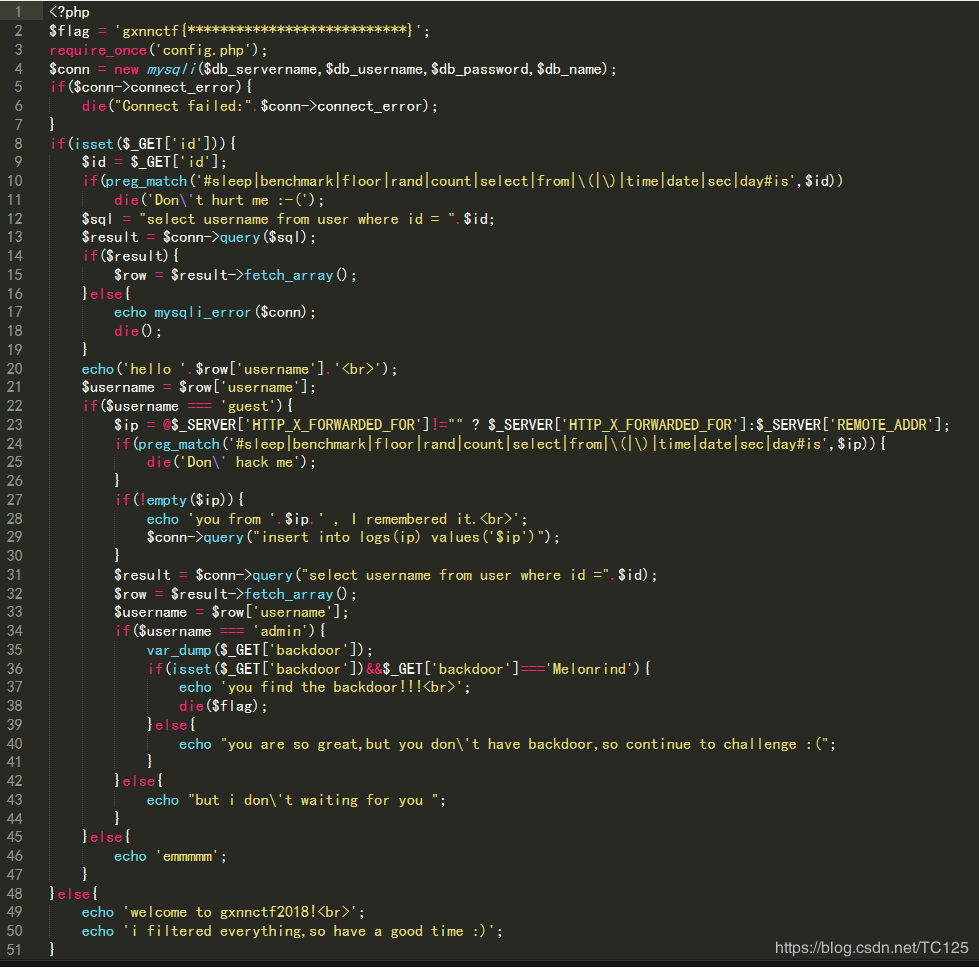 1 <?php
2 $flag = 'gxnnctf{***************************}';
3 require_once('config.php');
4 $conn = new mysqli($db_servername,$db_username,$db_password,$db_name);
5 if($conn->connect_error){
6     die("Connect failed:".$conn->connect_error);
7 }
8 if(isset($_GET['id'])){
9     $id = $_GET['id'];
10     if(preg_match('#sleep|benchmark|floor|rand|count|select|from|\(|\)|time|date|sec|day#is',$id))
11         die('Don\'t hurt me :-(');
12     $sql = "select username from user where id = ".$id;
13     $result = $conn->query($sql);
14     if($result){
15         $row = $result->fetch_array();
16     }else{
17         echo mysqli_error($conn);
18         die();
19     }
20     echo('hello '.$row['username'].'<br>');
21     $username = $row['username'];
22     if($username === 'guest'){
23         $ip = @$_SERVER['HTTP_X_FORWARDED_FOR']!="" ? $_SERVER['HTTP_X_FORWARDED_FOR']:$_SERVER['REMOTE_ADDR'];
24         if(preg_match('#sleep|benchmark|floor|rand|count|select|from|\(|\)|time|date|sec|day#is',$ip)){
25             die('Don\' hack me');
26         }
27         if(!empty($ip)){
28             echo 'you from '.$ip.' , I remembered it.<br>';
29             $conn->query("insert into logs(ip) values('$ip')");
30         }
31         $result = $conn->query("select username from user where id =".$id);
32         $row = $result->fetch_array();
33         $username = $row['username'];
34         if($username === 'admin'){
35             var_dump($_GET['backdoor']);
36             if(isset($_GET['backdoor'])&&$_GET['backdoor']==='Melonrind'){
37                 echo 'you find the backdoor!!!<br>';
38                 die($flag);
39             }else{
40                 echo "you are so great,but you don\'t have backdoor,so continue to challenge :(";
41             }
42         }else{
43             echo "but i don\'t waiting for you ";
44         }
45     }else{
46         echo 'emmmmm';
47     }
48 }else{
49     echo 'welcome to gxnnctf2018!<br>';
50     echo 'i filtered everything,so have a good time :)';
51 }
https://blog.csdn.net/TC125